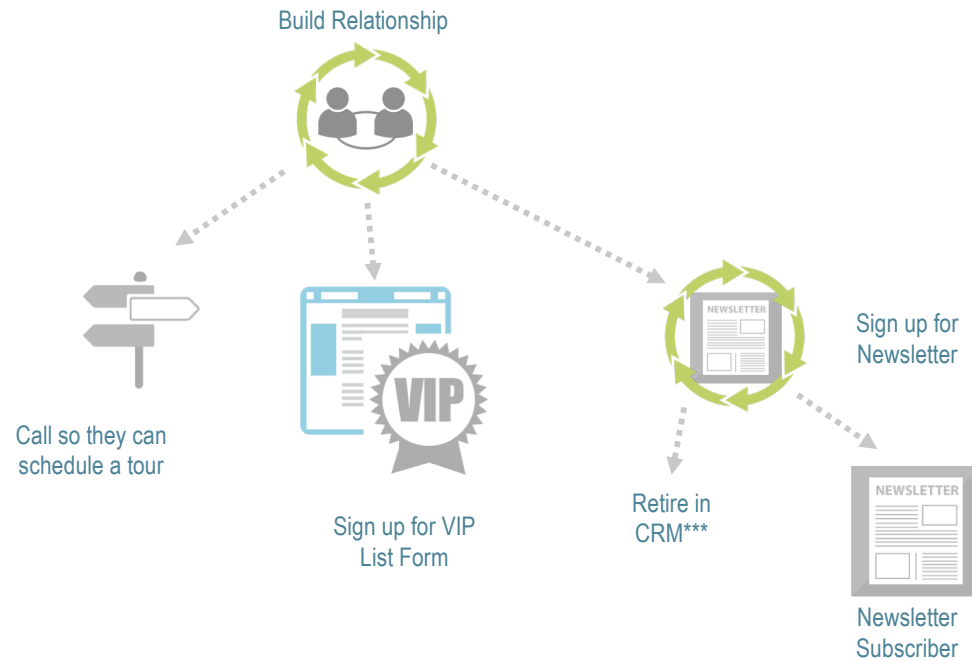 Build Relationship
NEWSLETTER
Sign up for
Newsletter
VIP
Call so they can
schedule a tour
Sign up for VIP
List Form
Retire in
CRM***
NEWSLETTER
Newsletter
Subscriber